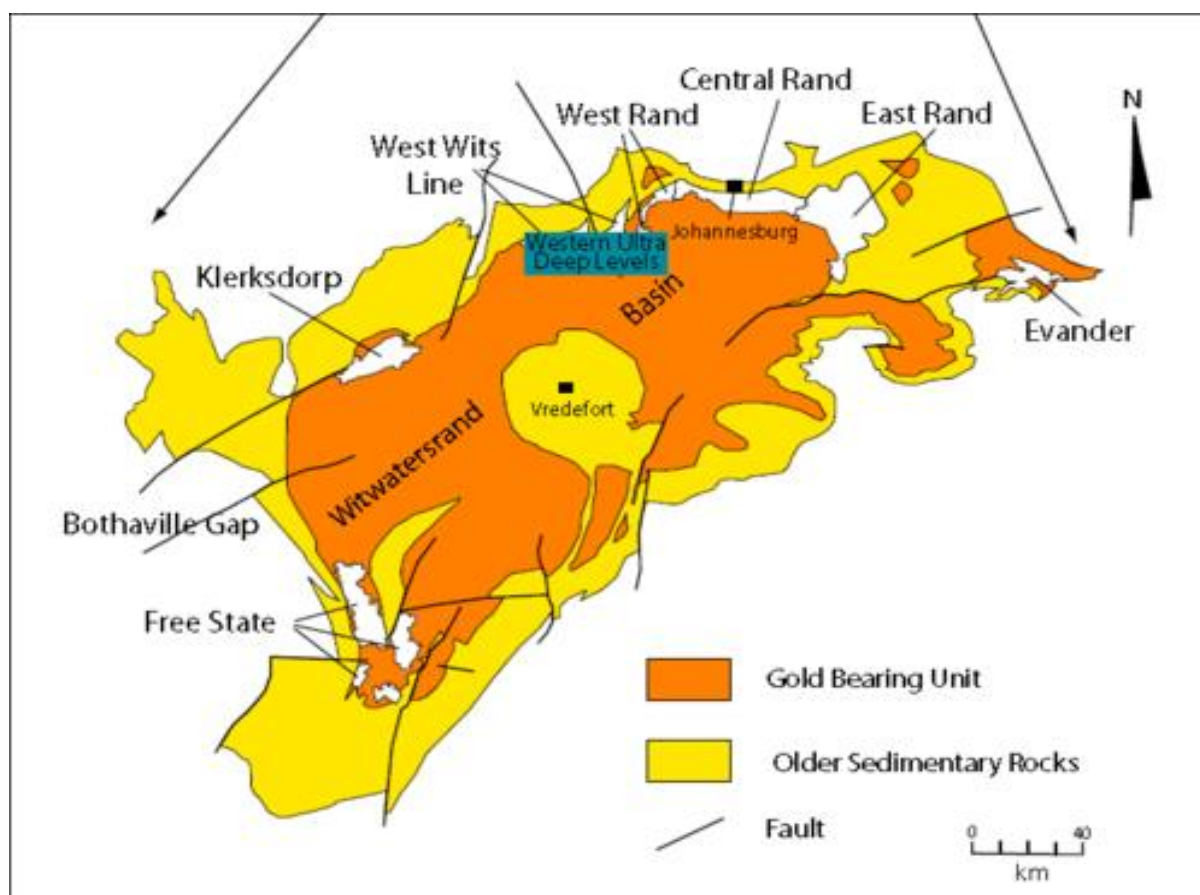 Central Rand
N
West Rand
East Rand
West Wits
Line
Johannesburg
Western Ultra
Deep Levels
Klerksdorp
Basin
Evander
Vredefort
Witwatersrand
Bothaville Gap
Free State
Gold Bearing Unit
Older Sedimentary Rocks
Fault
0 40
km